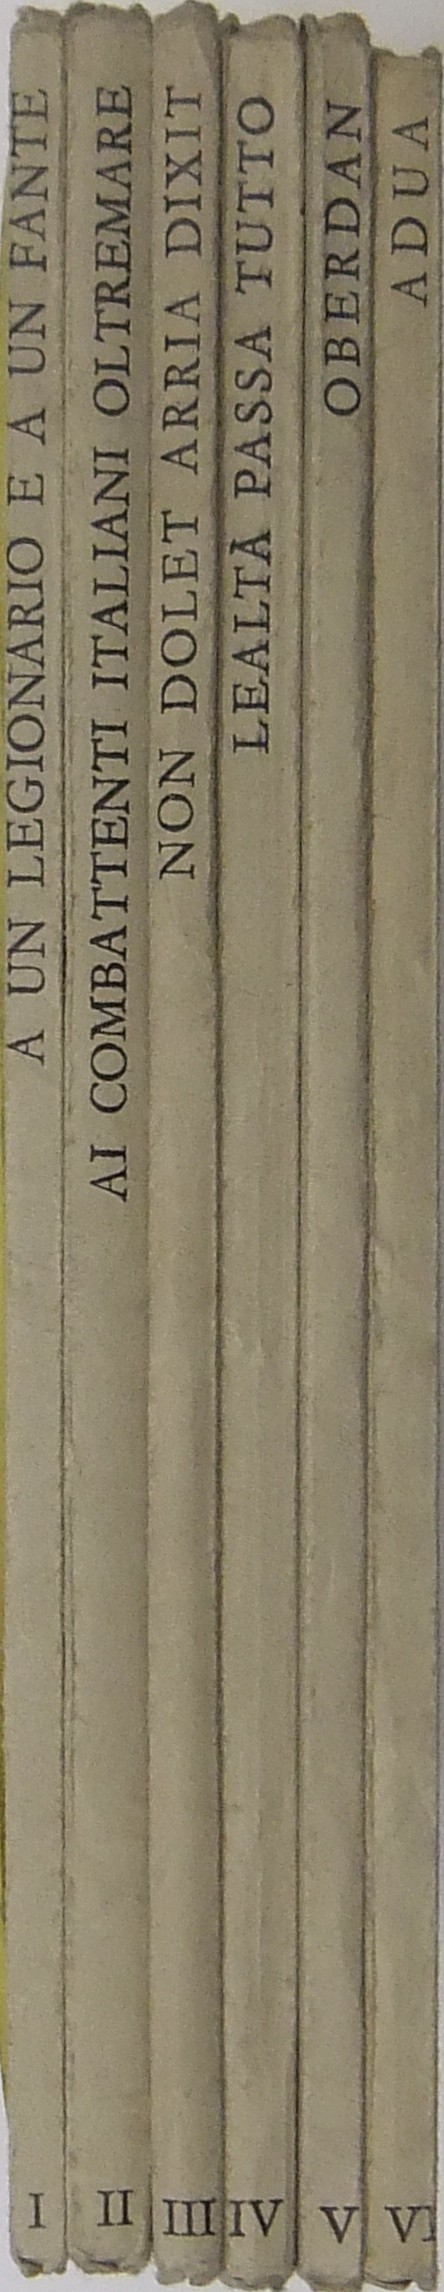 A UN LEGIONARIO E A UN FANTE
I
AI COMBATTENTI ITALIANI OLTREMARE
II
NON DOLET ARRIA DIXIT
III
LEALTÀ PASSA TUTTO
IV
OBERDAN
V
ADUA
VI